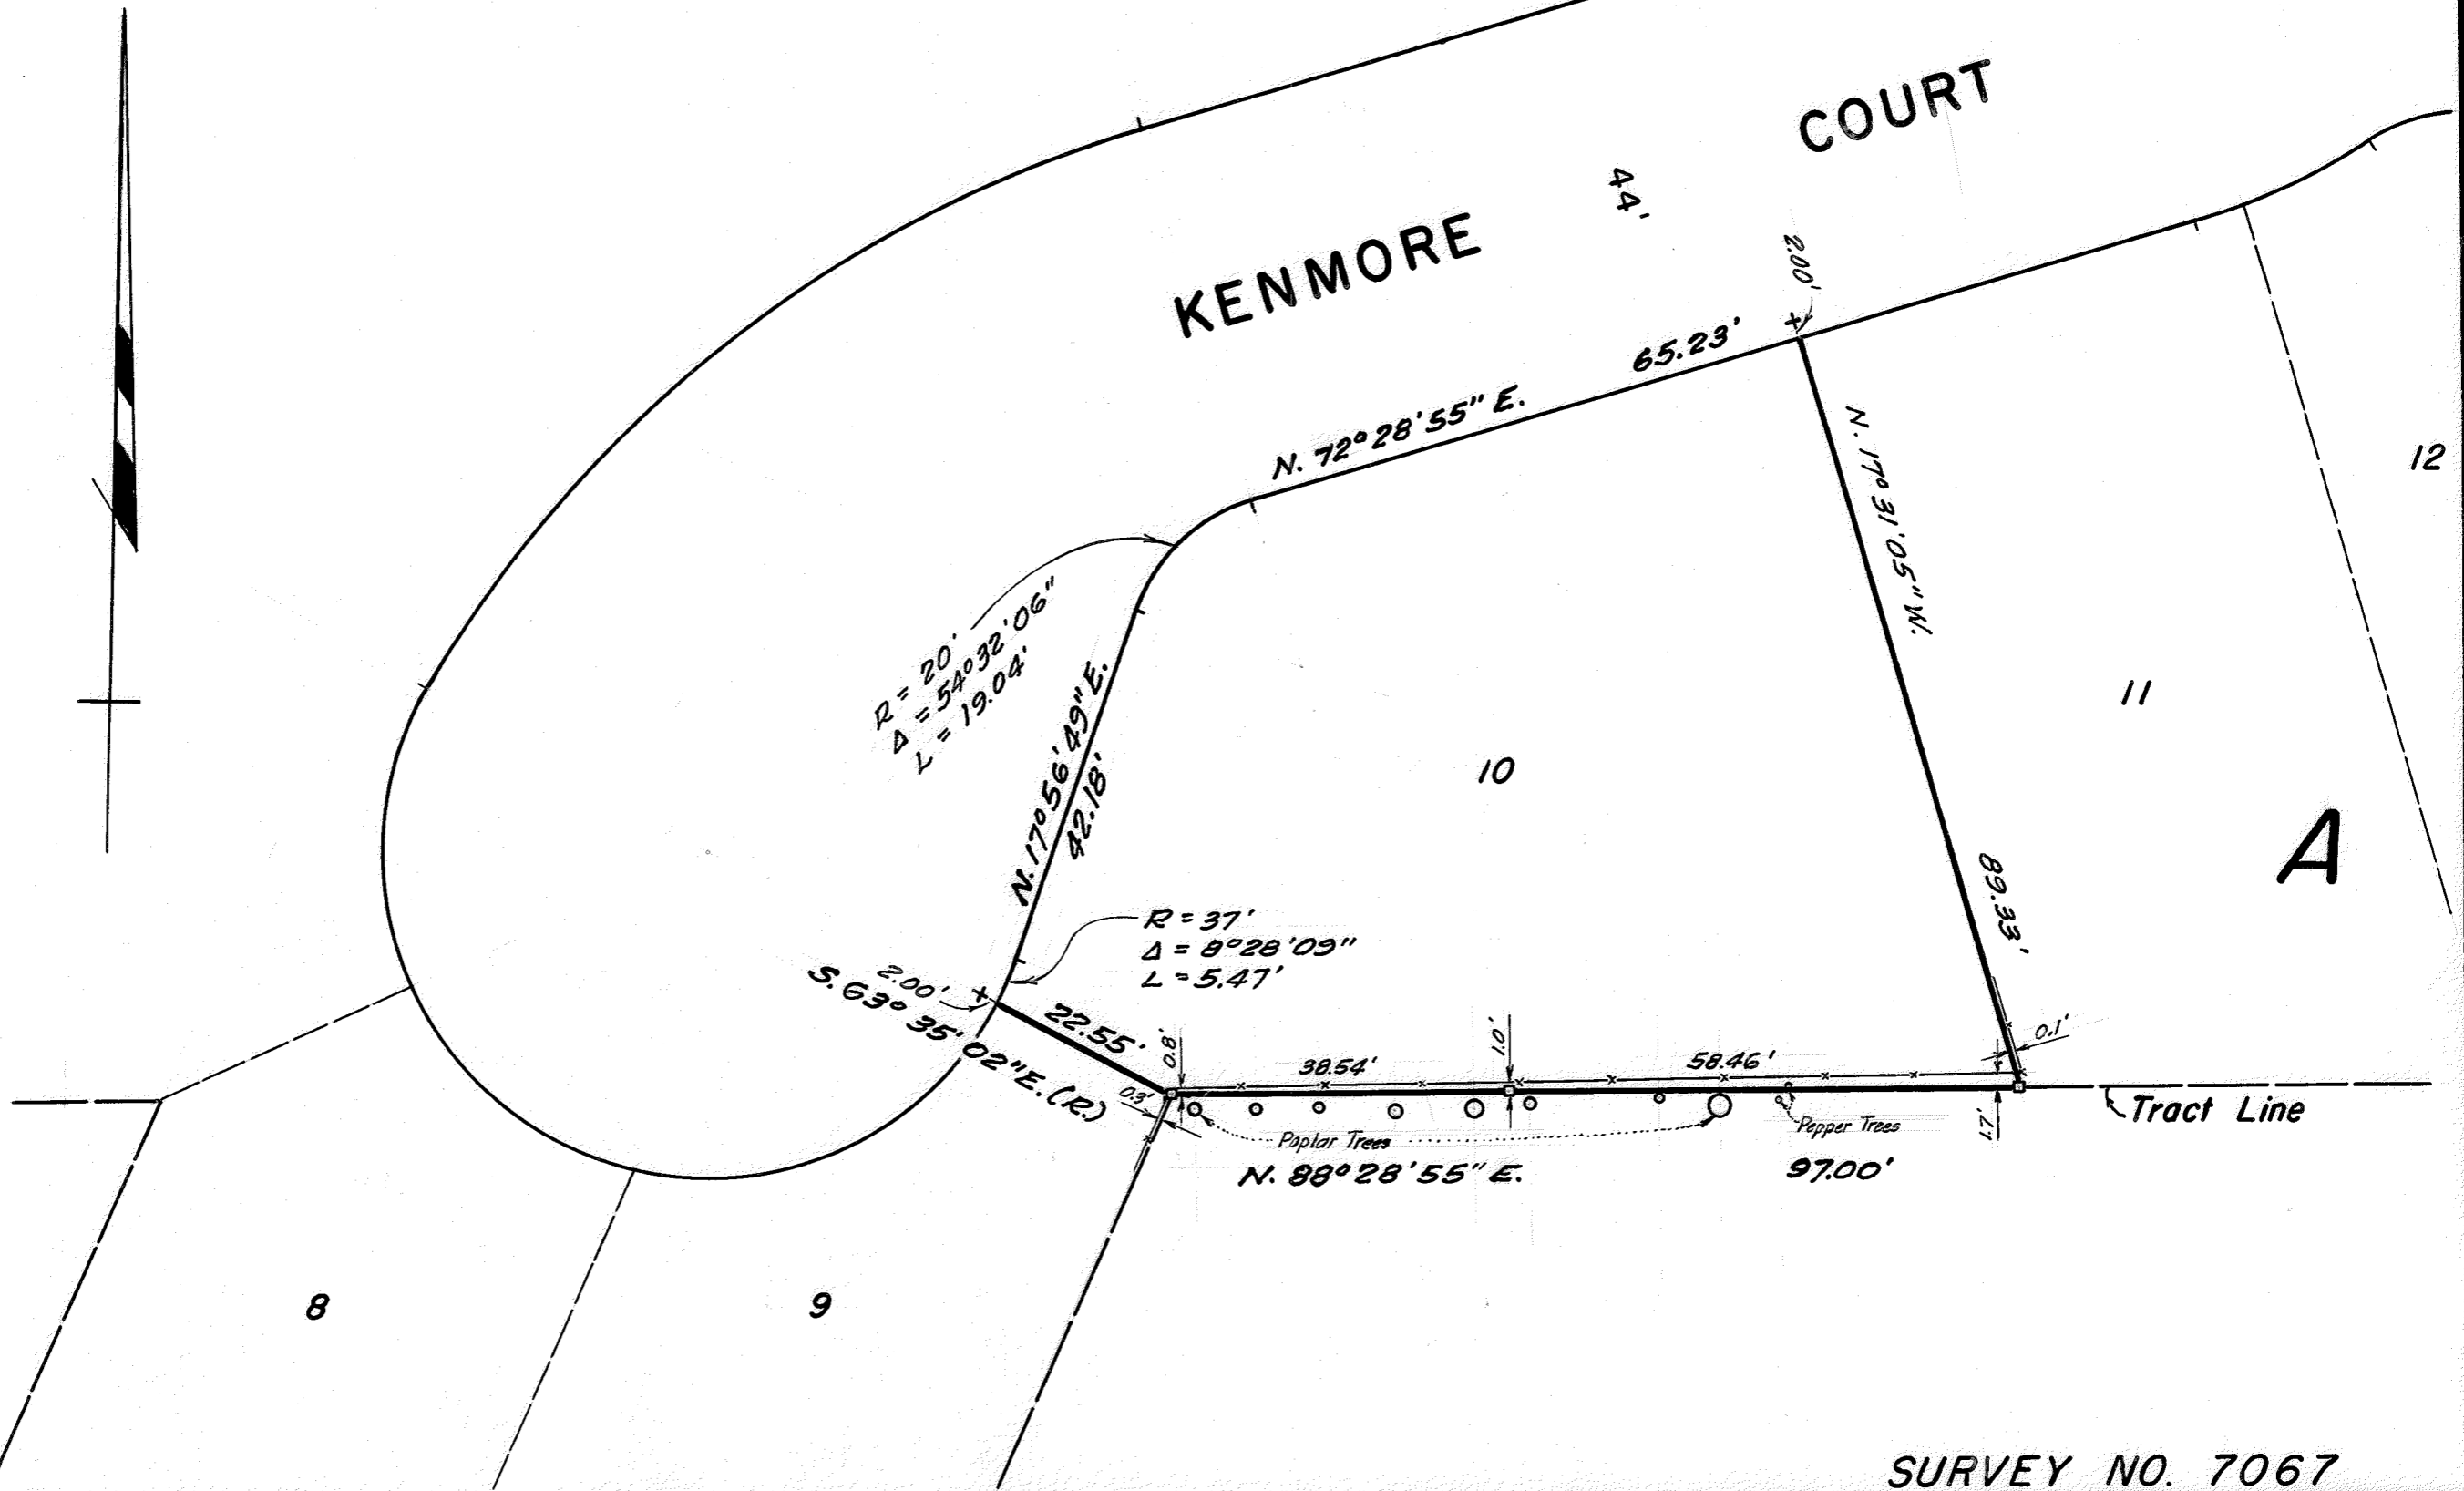 COURT
44'
KENMORE
2.00'
65.23'
N. 72° 28' 55" E.
N. 17° 31' 05" W.
12
R = 20'
Δ = 54° 32' 06"
L = 19.04'
N. 17° 56' 49" E.
42.18'
10
11
A
89.33'
R = 37'
Δ = 8° 28' 09"
L = 5.47'
2.00'
S. 63° 35' 02" E. (R.)
22.55'
0.8'
38.54'
1.0'
58.46'
0.1'
0.3'
Poplar Trees
Pepper Trees
1.7'
Tract Line
N. 88° 28' 55" E.
97.00'
8
9
SURVEY NO. 7067